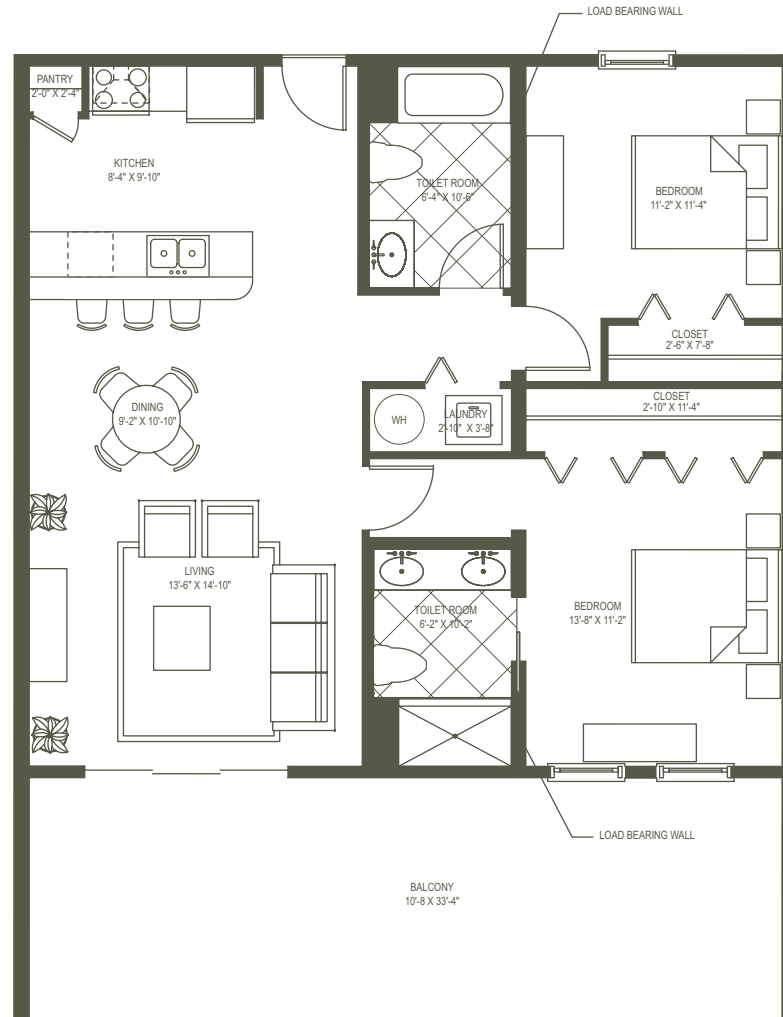 LOAD BEARING WALL
PANTRY
2'-0" X 2'-4"
KITCHEN
8'-4" X 9'-10"
TOILET ROOM
6'-4" X 10'-6"
BEDROOM
11'-2" X 11'-4"
CLOSET
2'-6" X 7'-8"
CLOSET
2'-10" X 11'-4"
DINING
9'-2" X 10'-10"
WH
LAUNDRY
2'-10" X 3'-8"
LIVING
13'-6" X 14'-10"
TOILET ROOM
6'-2" X 10'-2"
BEDROOM
13'-8" X 11'-2"
LOAD BEARING WALL
BALCONY
10'-8 X 33'-4"